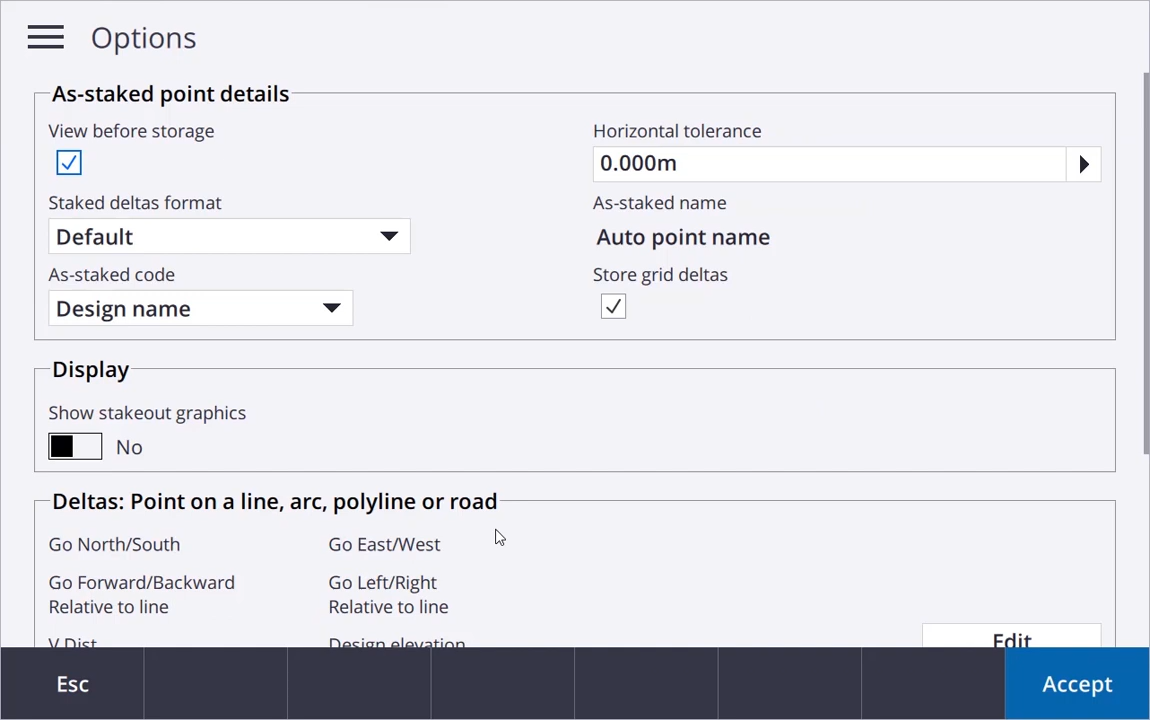 Options
As-staked point details
View before storage
Horizontal tolerance
0.000m
Staked deltas format
As-staked name
Default
Auto point name
As-staked code
Store grid deltas
Design name
Display
Show stakeout graphics
No
Deltas: Point on a line, arc, polyline or road
Go North/South
Go East/West
Go Forward/Backward
Relative to line
Go Left/Right
Relative to line
V.Dist
Design elevation
Edit
Esc
Accept